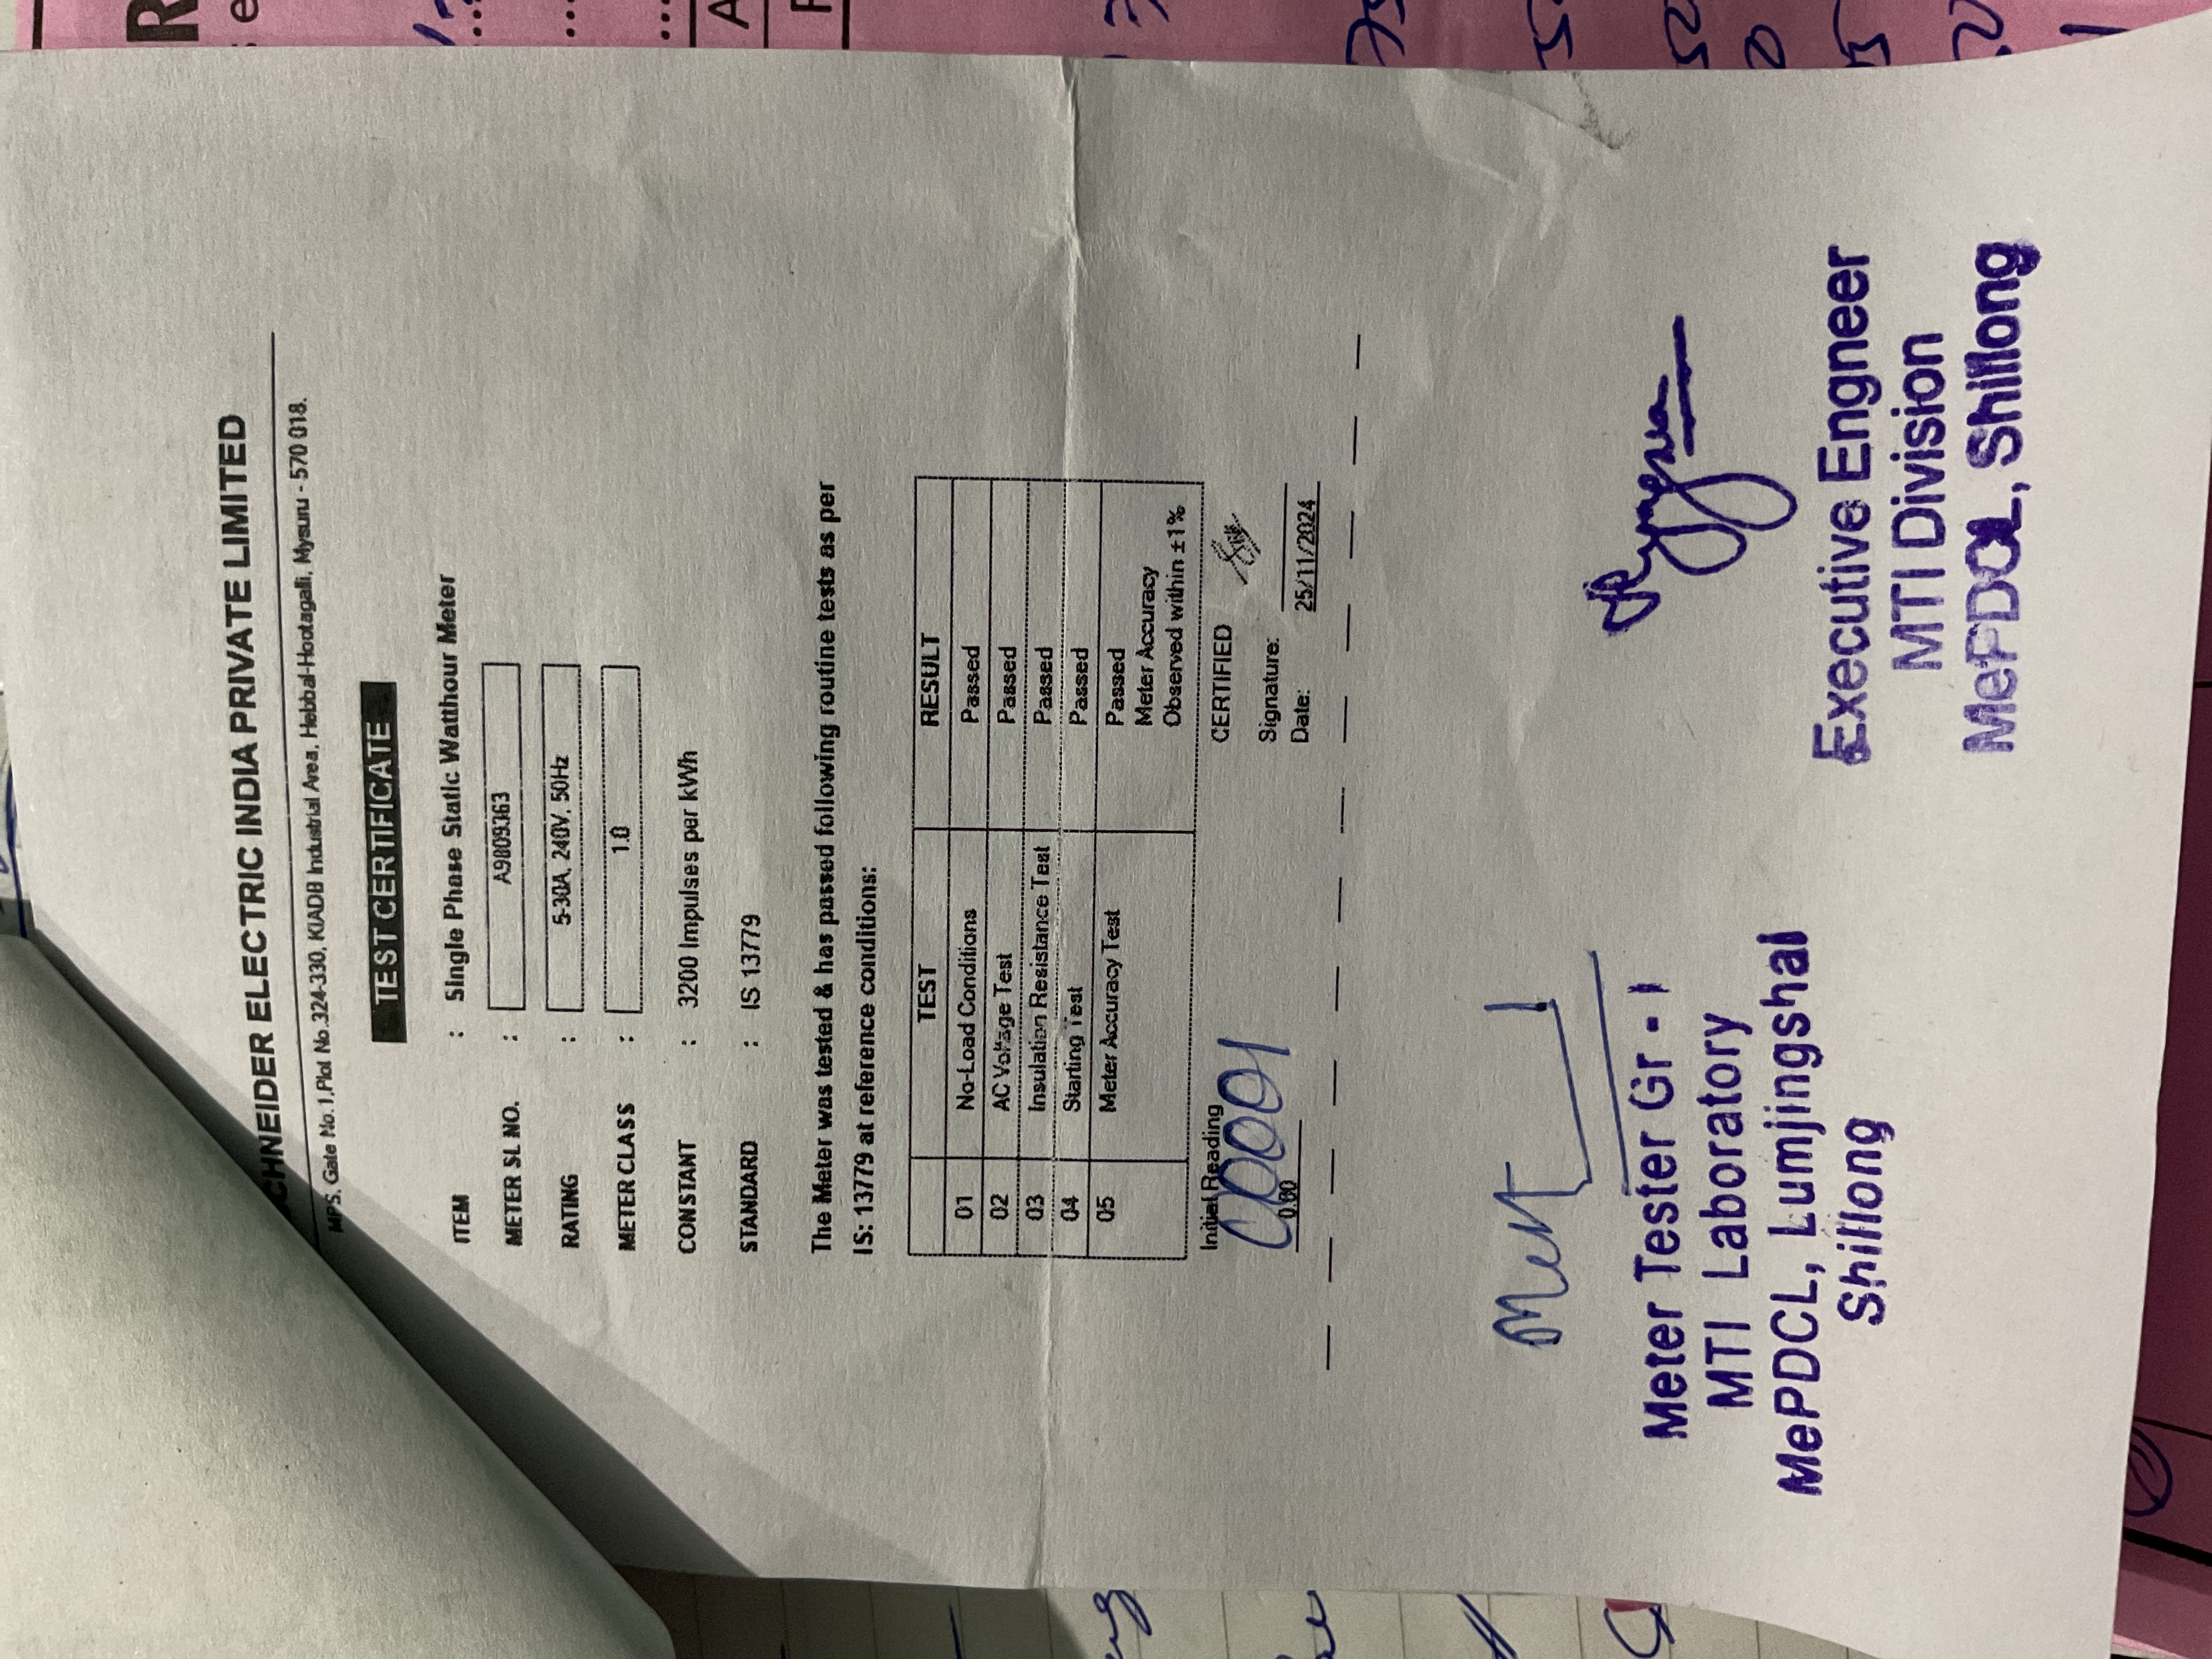 CHNEIDER ELECTRIC INDIA PRIVATE LIMITED
MPS, Gate No.1,Plot No.324-330, KIADB Industrial Area, Hebbal-Hootagalli, Mysuru - 570 018.
TEST CERTIFICATE
ITEM : Single Phase Static Watthour Meter
METER SL NO. : A9809363
RATING : 5-30A, 240V, 50Hz
METER CLASS : 1.0
CONSTANT : 3200 Impulses per kWh
STANDARD : IS 13779
The Meter was tested & has passed following routine tests as per
IS: 13779 at reference conditions:
TEST RESULT
01 No-Load Conditions Passed
02 AC Voltage Test Passed
03 Insulation Resistance Test Passed
04 Starting Test Passed
05 Meter Accuracy Test Passed
Meter Accuracy
Observed within ±1%
Initial Reading CERTIFIED
00001
0.00
Signature:
Date: 25/11/2024
Meter Tester Gr - 1
MTI Laboratory
MePDCL, Lumjingshai
Shillong
Executive Engneer
MTI Division
MePDCL, Shillong